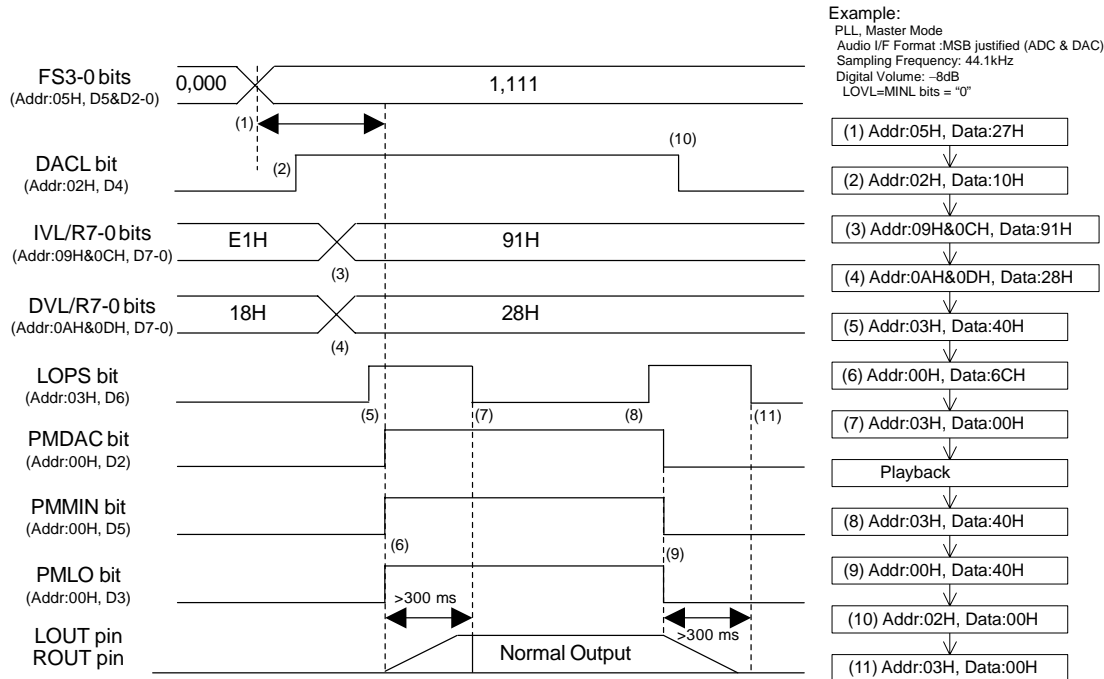 Example:
PLL, Master Mode
Audio I/F Format :MSB justified (ADC & DAC)
Sampling Frequency: 44.1kHz
Digital Volume: −8dB
LOVL=MINL bits = “0”
FS3-0 bits
(Addr:05H, D5&D2-0)
0,000
1,111
(1)
(10)
DACL bit
(Addr:02H, D4)
(2)
IVL/R7-0 bits
(Addr:09H&0CH, D7-0)
E1H
91H
(3)
DVL/R7-0 bits
(Addr:0AH&0DH, D7-0)
18H
28H
(4)
LOPS bit
(Addr:03H, D6)
(5)
(7)
(8)
(11)
PMDAC bit
(Addr:00H, D2)
PMMIN bit
(Addr:00H, D5)
(6)
(9)
PMLO bit
(Addr:00H, D3)
>300 ms
>300 ms
LOUT pin
ROUT pin
Normal Output
(1) Addr:05H, Data:27H
(2) Addr:02H, Data:10H
(3) Addr:09H&0CH, Data:91H
(4) Addr:0AH&0DH, Data:28H
(5) Addr:03H, Data:40H
(6) Addr:00H, Data:6CH
(7) Addr:03H, Data:00H
Playback
(8) Addr:03H, Data:40H
(9) Addr:00H, Data:40H
(10) Addr:02H, Data:00H
(11) Addr:03H, Data:00H